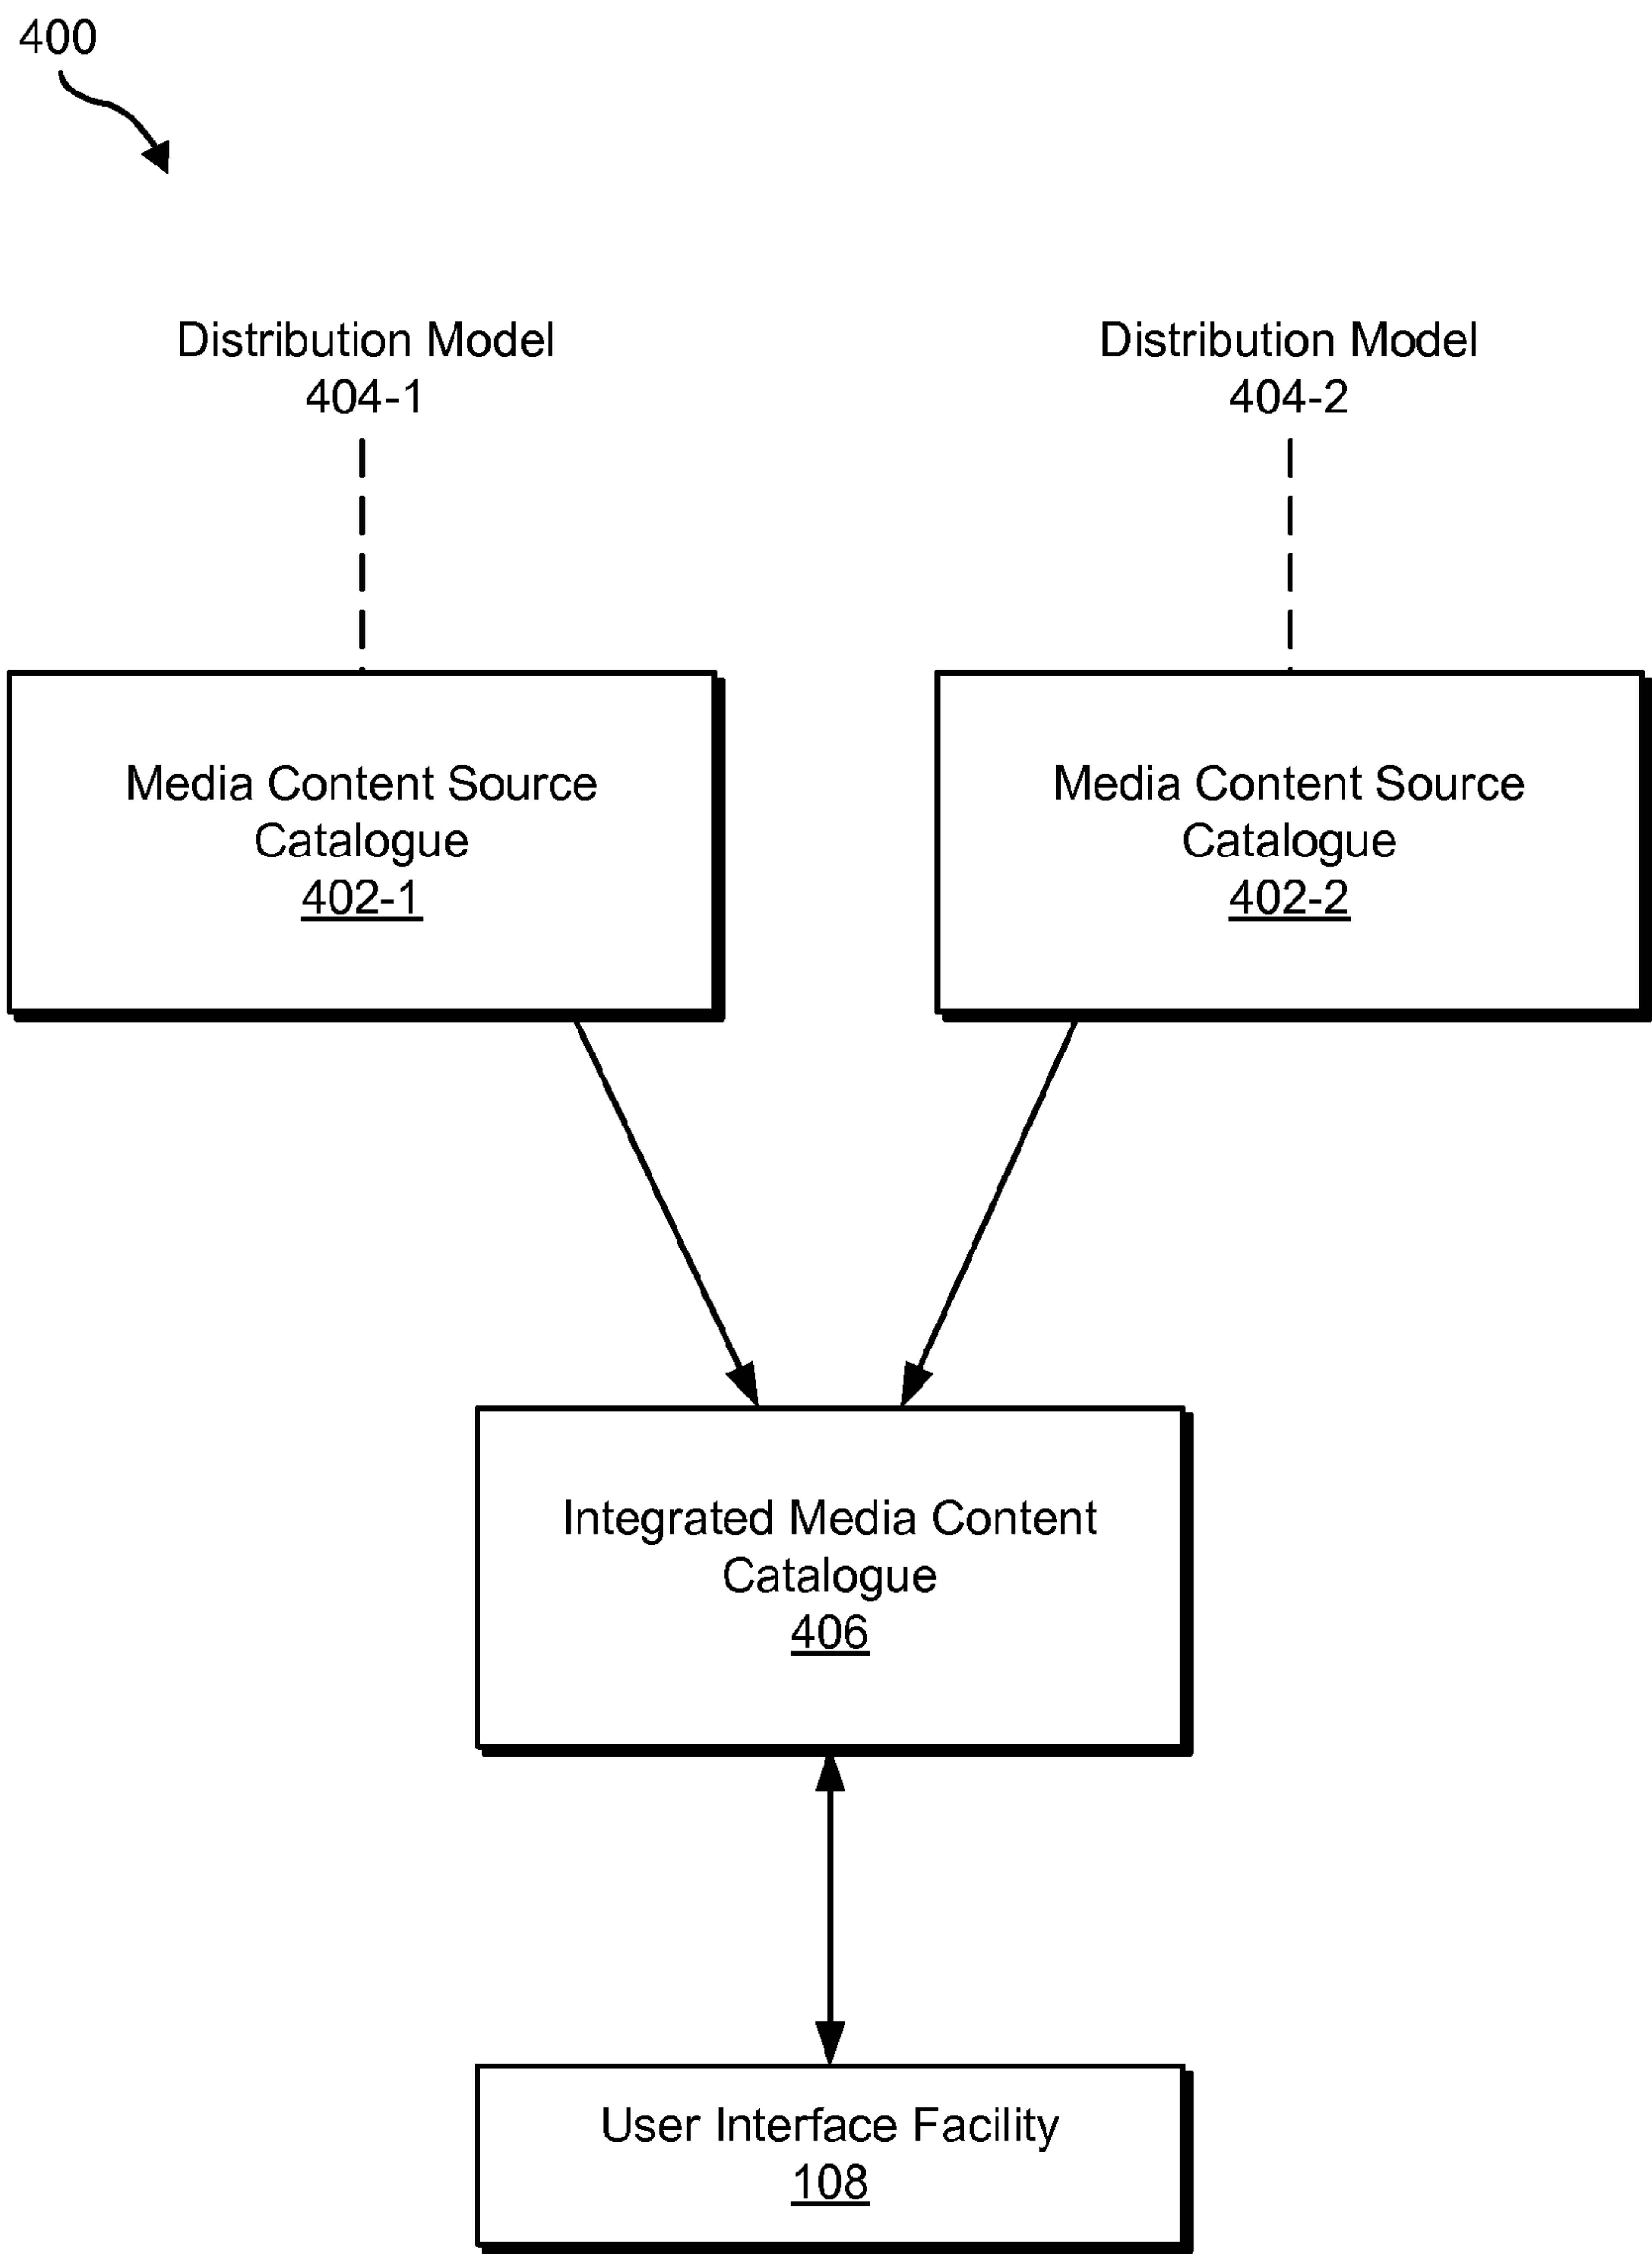 400
Distribution Model
404-1
Distribution Model
404-2
Media Content Source
Catalogue
402-1
Media Content Source
Catalogue
402-2
Integrated Media Content
Catalogue
406
User Interface Facility
108